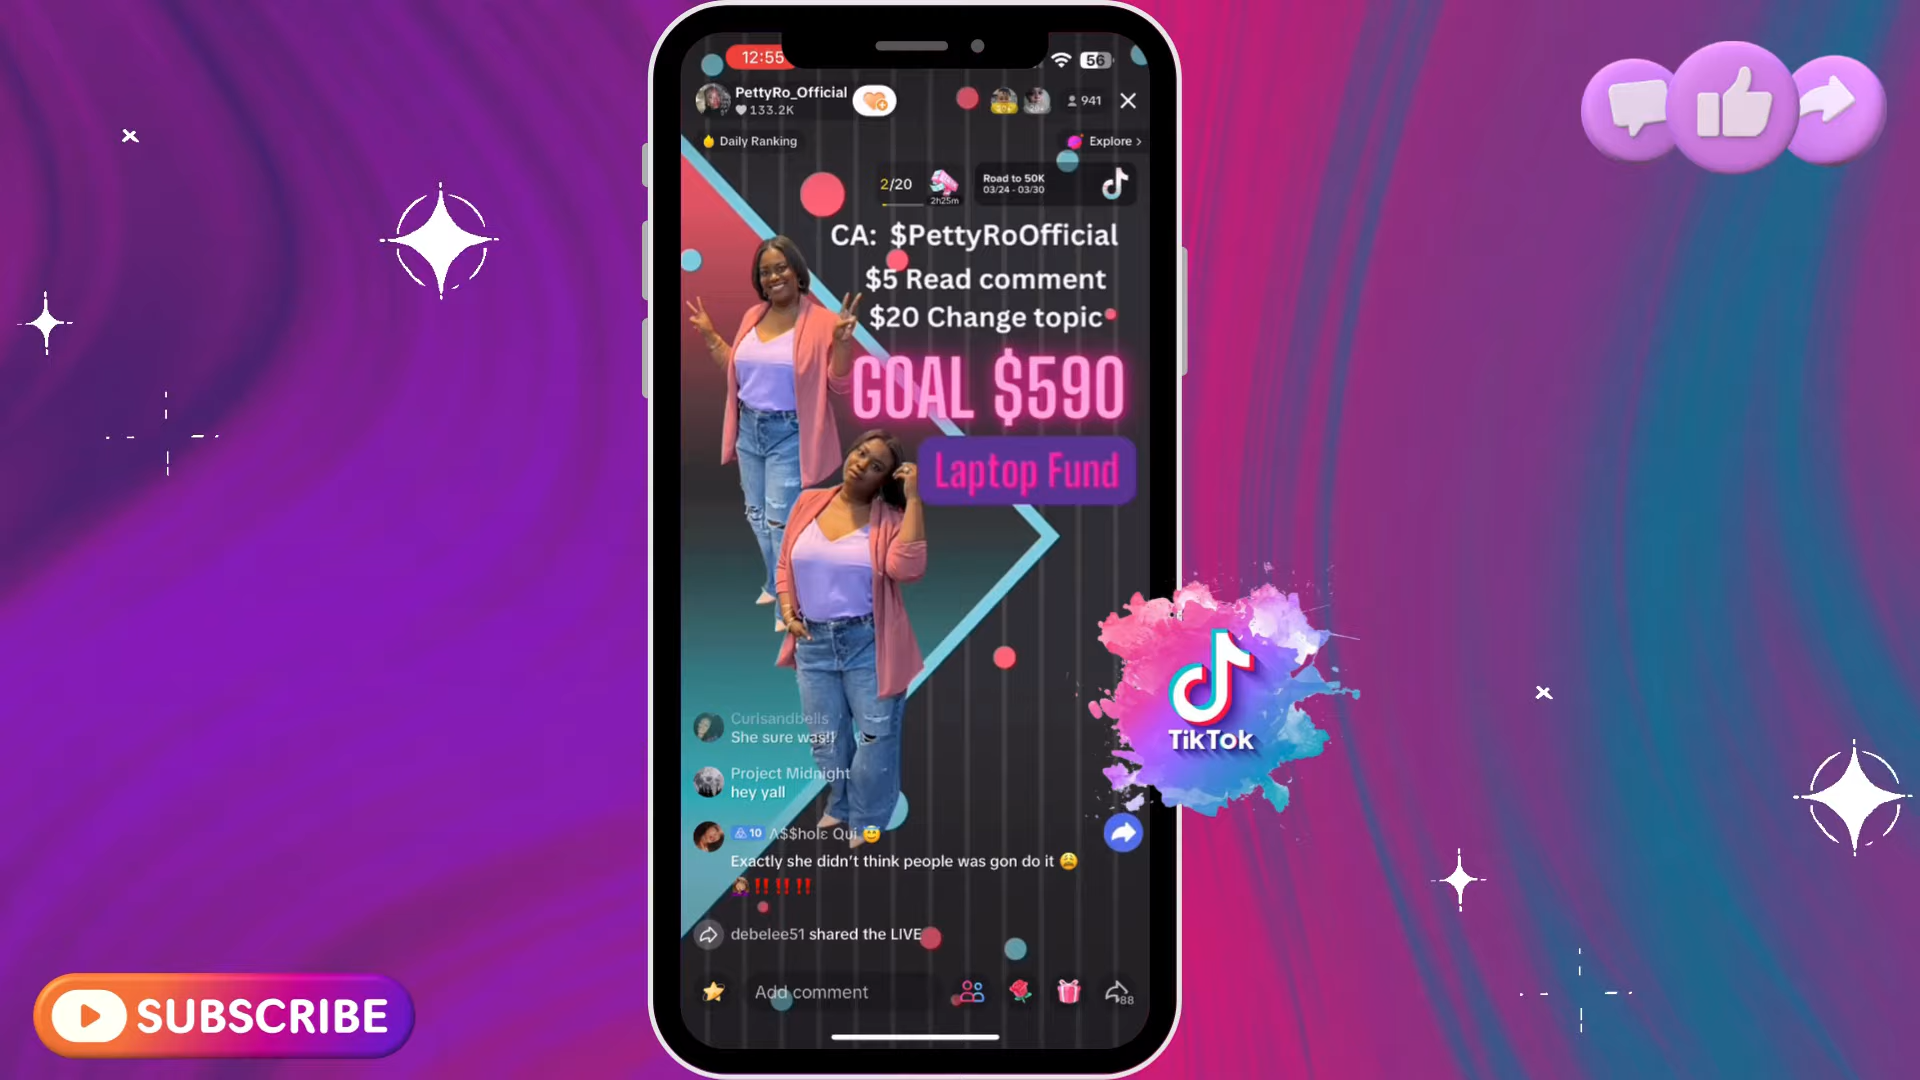 12:55
56
PettyRo_Official
133.2K
941
Daily Ranking
Explore >
2/20
2h25m
Road to 50K
03/24 - 03/30
CA: $PettyRoOfficial
$5 Read comment
$20 Change topic
GOAL $590
Laptop Fund
TikTok
Curlsandbells
She sure was!!
Project Midnight
hey yall
10 Λ$$holε Qui 😇
Exactly she didn't think people was gon do it 😩
🤦🏽‍♀️‼️‼️‼️
debelee51 shared the LIVE
Add comment
88
SUBSCRIBE